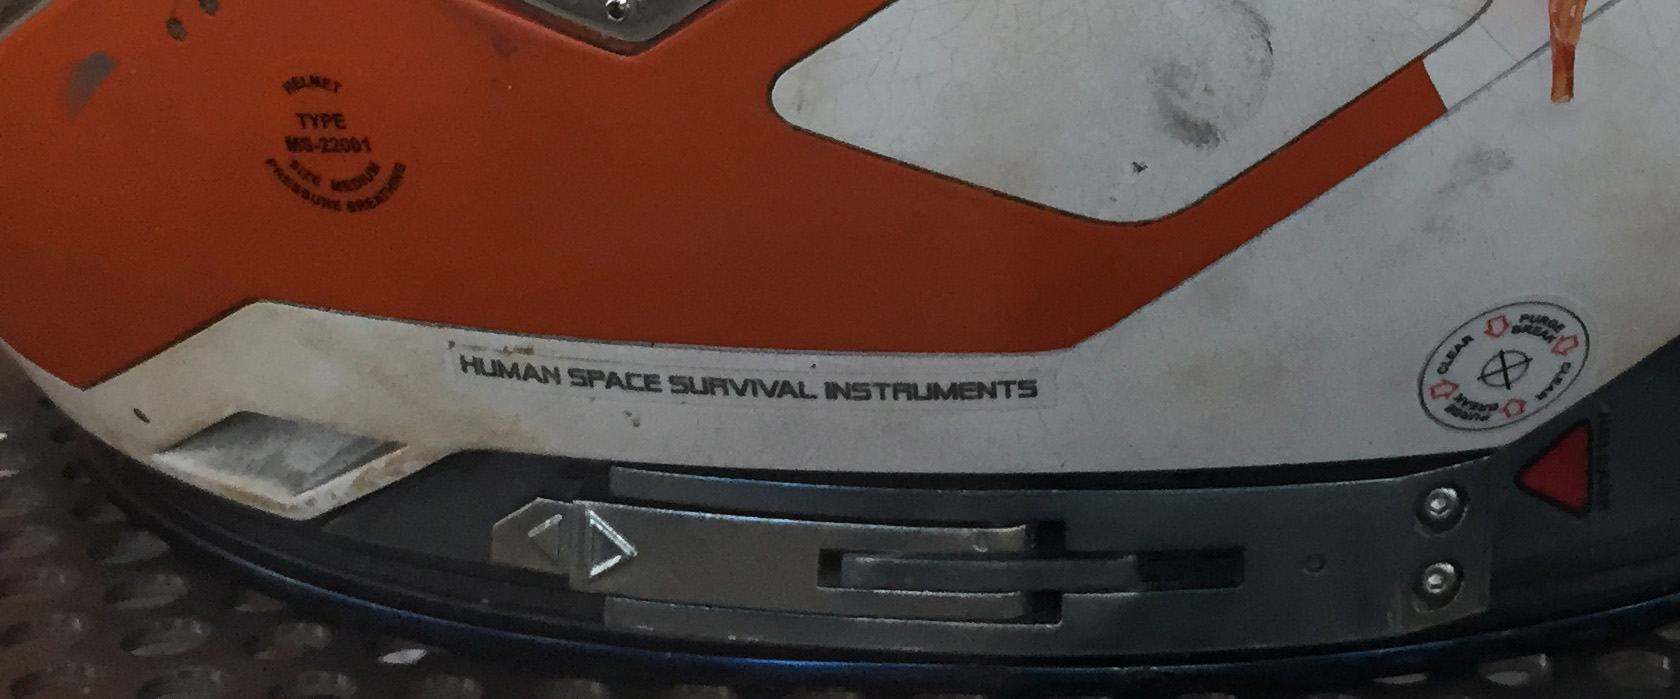 HELMET
TYPE
MS-22001
SIZE MEDIUM
PRESSURE BREATHING
HUMAN SPACE SURVIVAL INSTRUMENTS
PURGE
BREAK
CLEAR
CLEAR
PURGE
BREAK